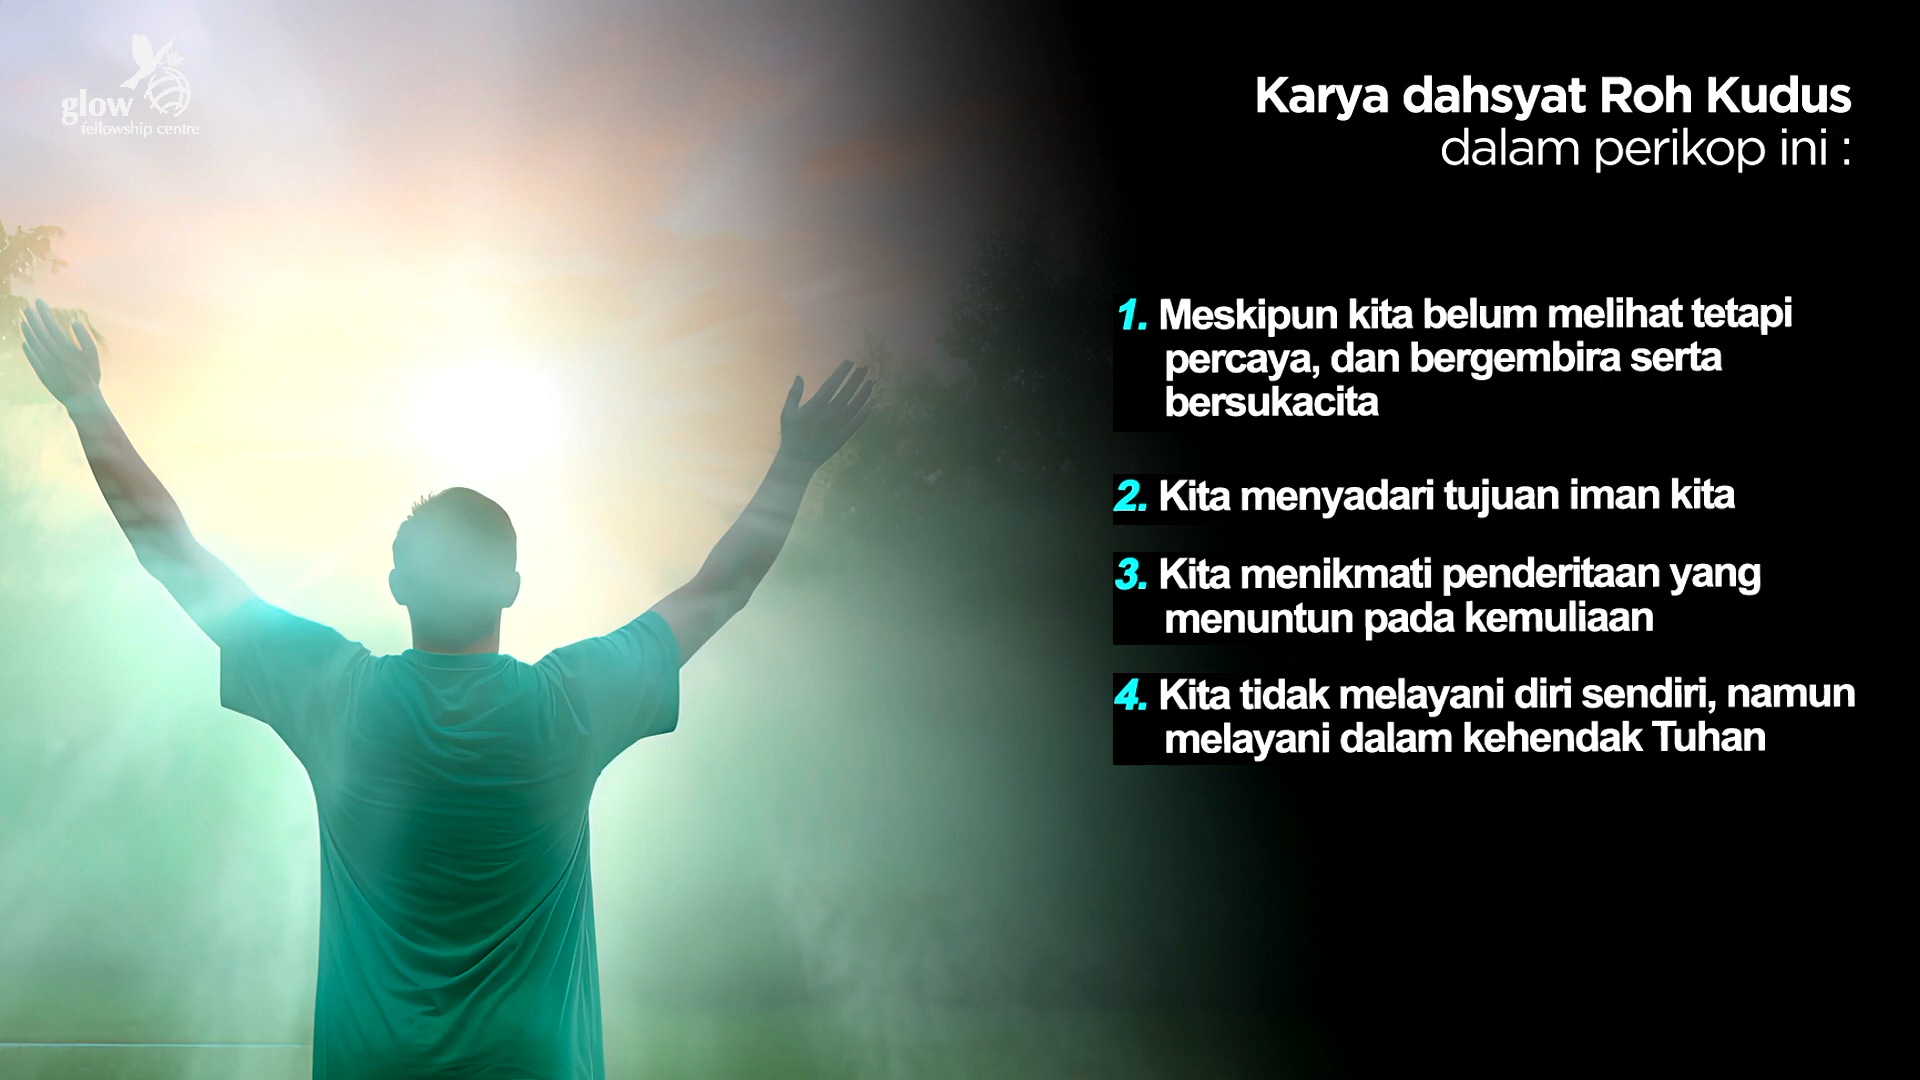 glow
fellowship centre
Karya dahsyat Roh Kudus
dalam perikop ini :
1. Meskipun kita belum melihat tetapi
percaya, dan bergembira serta
bersukacita
2. Kita menyadari tujuan iman kita
3. Kita menikmati penderitaan yang
menuntun pada kemuliaan
4. Kita tidak melayani diri sendiri, namun
melayani dalam kehendak Tuhan